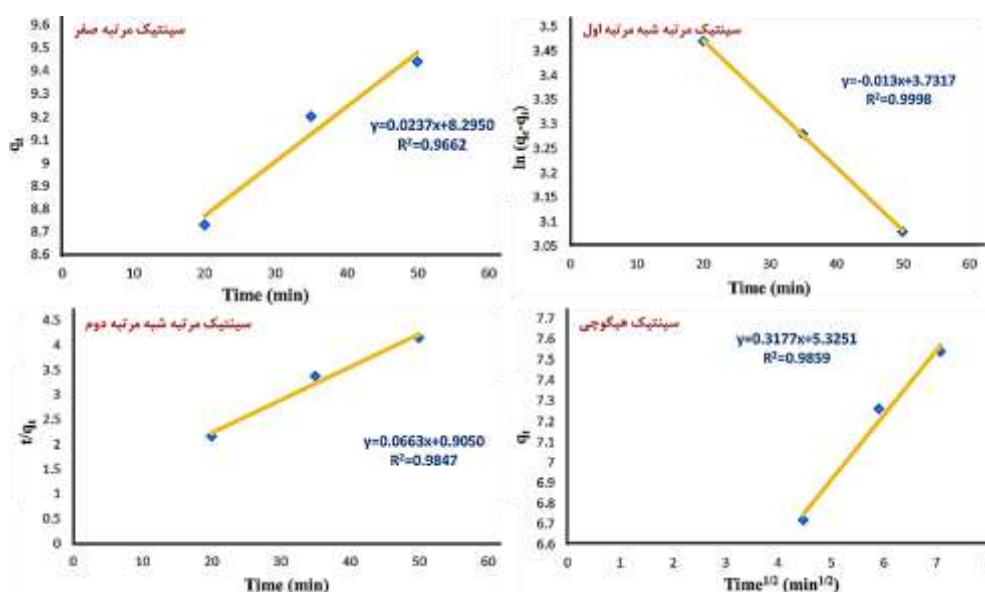 سینتیک مرتبه صفر
9.6
9.5
9.4
9.3
9.2
9.1
9
8.9
8.8
8.7
8.6
qt
y=0.0237x+8.2950
R²=0.9662
0 10 20 30 40 50 60
Time (min)
سینتیک مرتبه شبه مرتبه اول
3.5
3.45
3.4
3.35
3.3
3.25
3.2
3.15
3.1
3.05
ln (qe-qt)
y=-0.013x+3.7317
R²=0.9998
0 10 20 30 40 50 60
Time (min)
سینتیک مرتبه شبه مرتبه دوم
4.5
4
3.5
3
2.5
2
1.5
1
0.5
0
t/qt
y=0.0663x+0.9050
R²=0.9847
0 10 20 30 40 50 60
Time (min)
سینتیک هیگوچی
7.7
7.6
7.5
7.4
7.3
7.2
7.1
7
6.9
6.8
6.7
6.6
qt
y=0.3177x+5.3251
R²=0.9859
0 1 2 3 4 5 6 7
Time1/2 (min1/2)